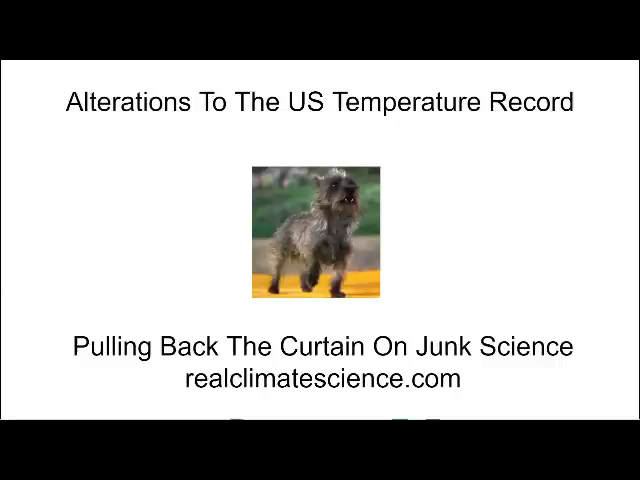 Alterations To The US Temperature Record
Pulling Back The Curtain On Junk Science
realclimatescience.com